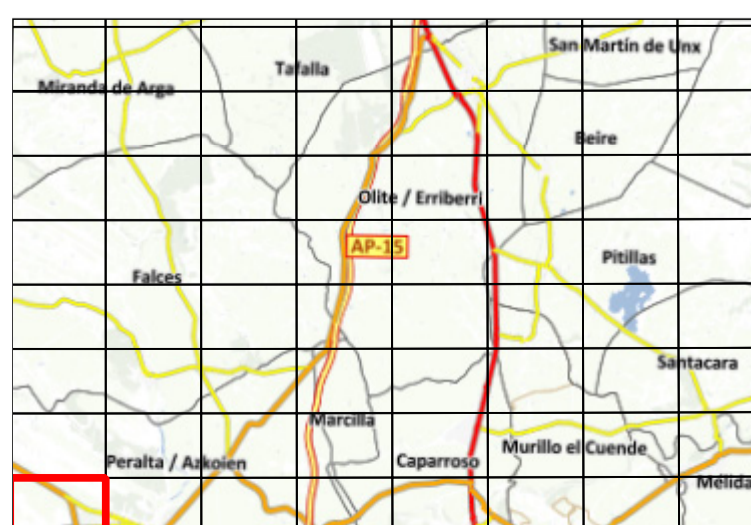 San Martín de Unx
Tafalla
Miranda de Arga
Beire
Olite / Erriberri
AP-15
Pitillas
Falces
Santacara
Marcilla
Murillo el Cuende
Peralta / Azkoien
Caparroso
Mélida